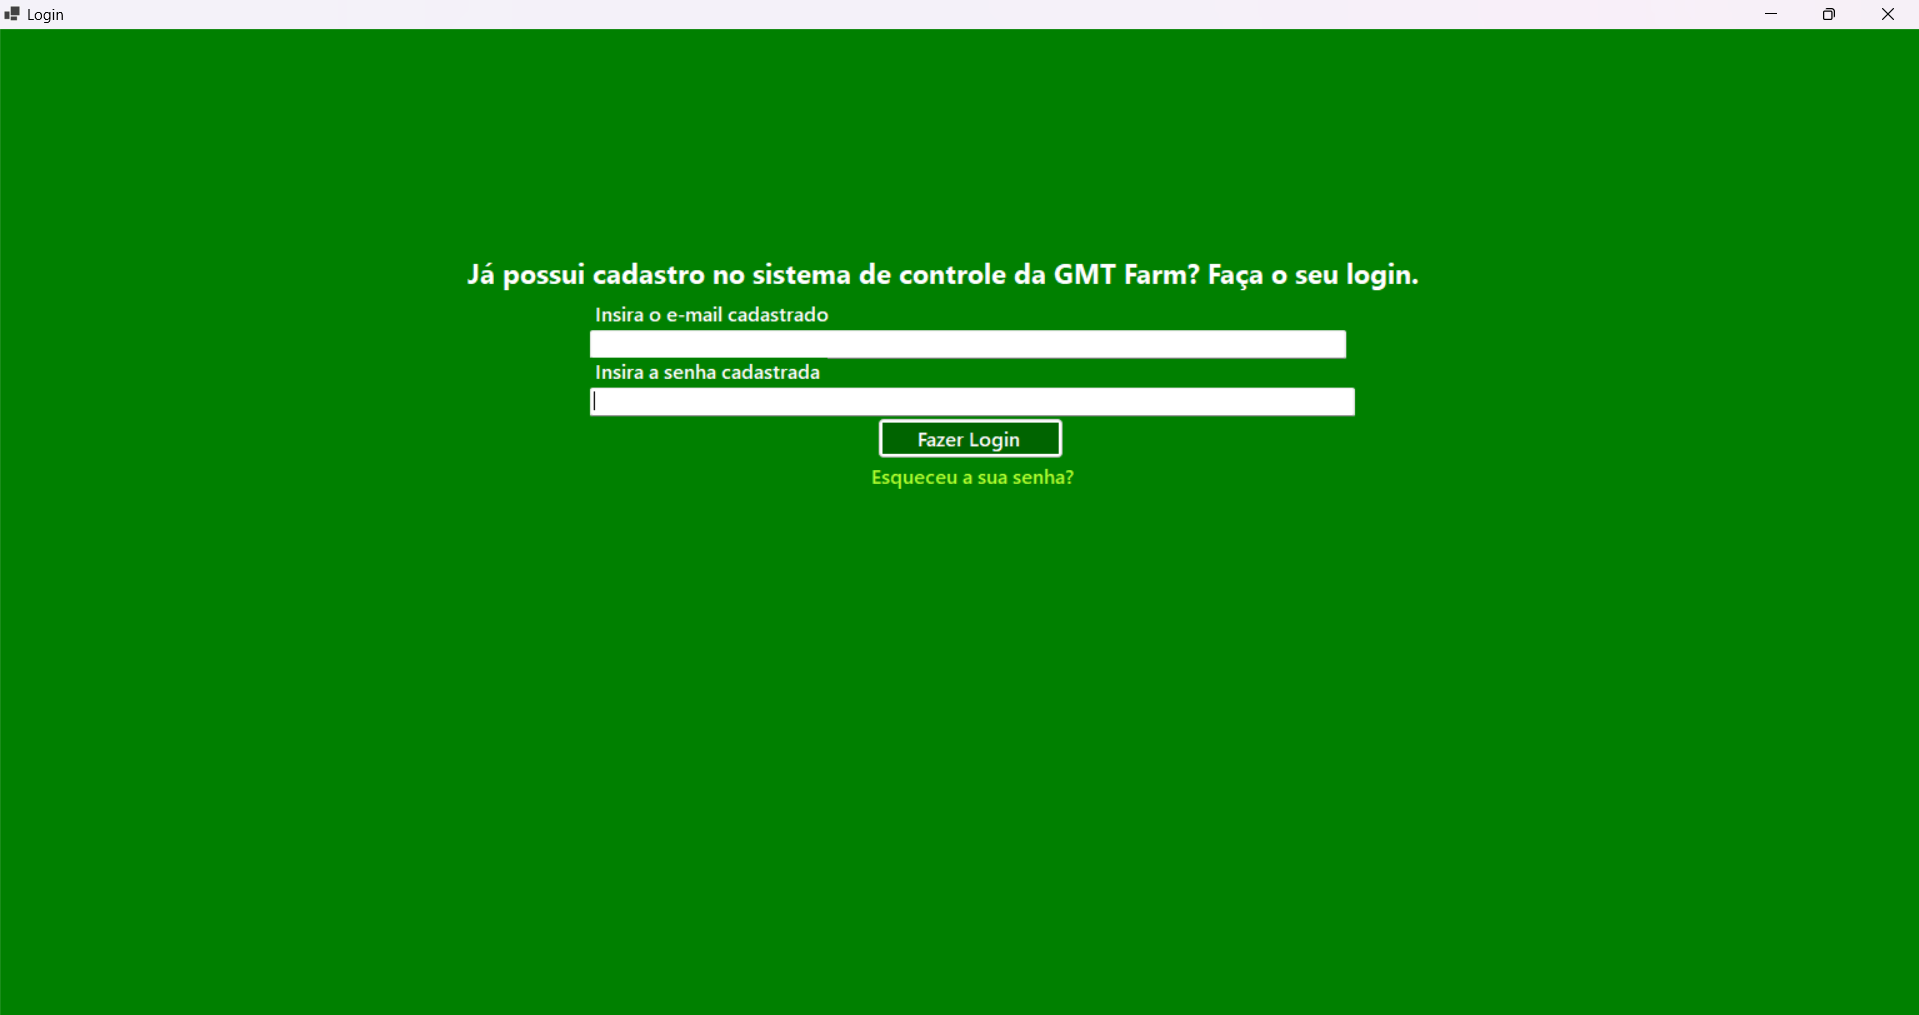 Login
Já possui cadastro no sistema de controle da GMT Farm? Faça o seu login.
Insira o e-mail cadastrado
Insira a senha cadastrada
Fazer Login
Esqueceu a sua senha?